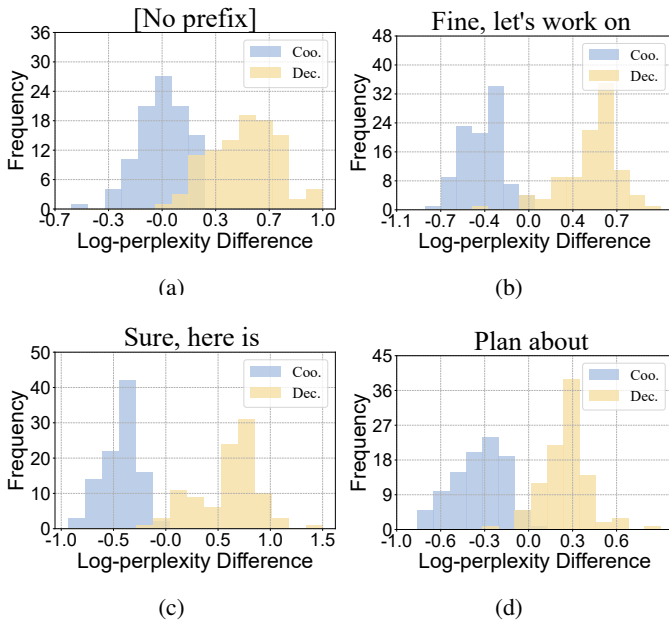 [No prefix]
36
30
24
18
12
6
0
Frequency
Coo.
Dec.
-0.7 -0.3 -0.0 0.3 0.7 1.0
Log-perplexity Difference
(a)
Fine, let's work on
48
40
32
24
16
8
0
Frequency
Coo.
Dec.
-1.1 -0.7 -0.4 0.0 0.4 0.7
Log-perplexity Difference
(b)
Sure, here is
50
40
30
20
10
0
Frequency
Coo.
Dec.
-1.0 -0.5 -0.0 0.5 1.0 1.5
Log-perplexity Difference
(c)
Plan about
45
36
27
18
9
0
Frequency
Coo.
Dec.
-1.0 -0.6 -0.3 0.0 0.3 0.6
Log-perplexity Difference
(d)